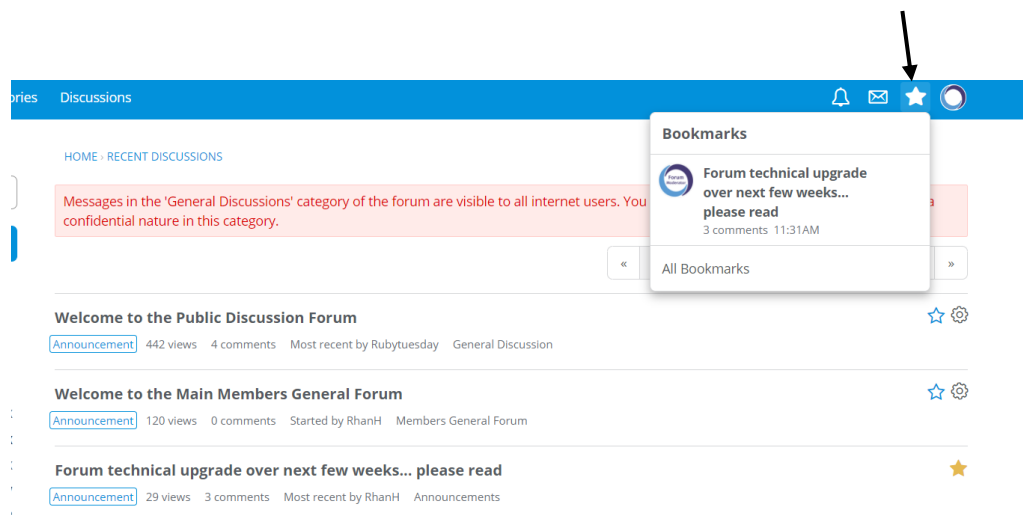 ories Discussions
Bookmarks
HOME › RECENT DISCUSSIONS
Forum technical upgrade
over next few weeks...
please read
3 comments 11:31AM
All Bookmarks
Messages in the 'General Discussions' category of the forum are visible to all internet users. You a
confidential nature in this category.
« »
Welcome to the Public Discussion Forum
Announcement 442 views 4 comments Most recent by Rubytuesday General Discussion
Welcome to the Main Members General Forum
Announcement 120 views 0 comments Started by RhanH Members General Forum
Forum technical upgrade over next few weeks... please read
Announcement 29 views 3 comments Most recent by RhanH Announcements